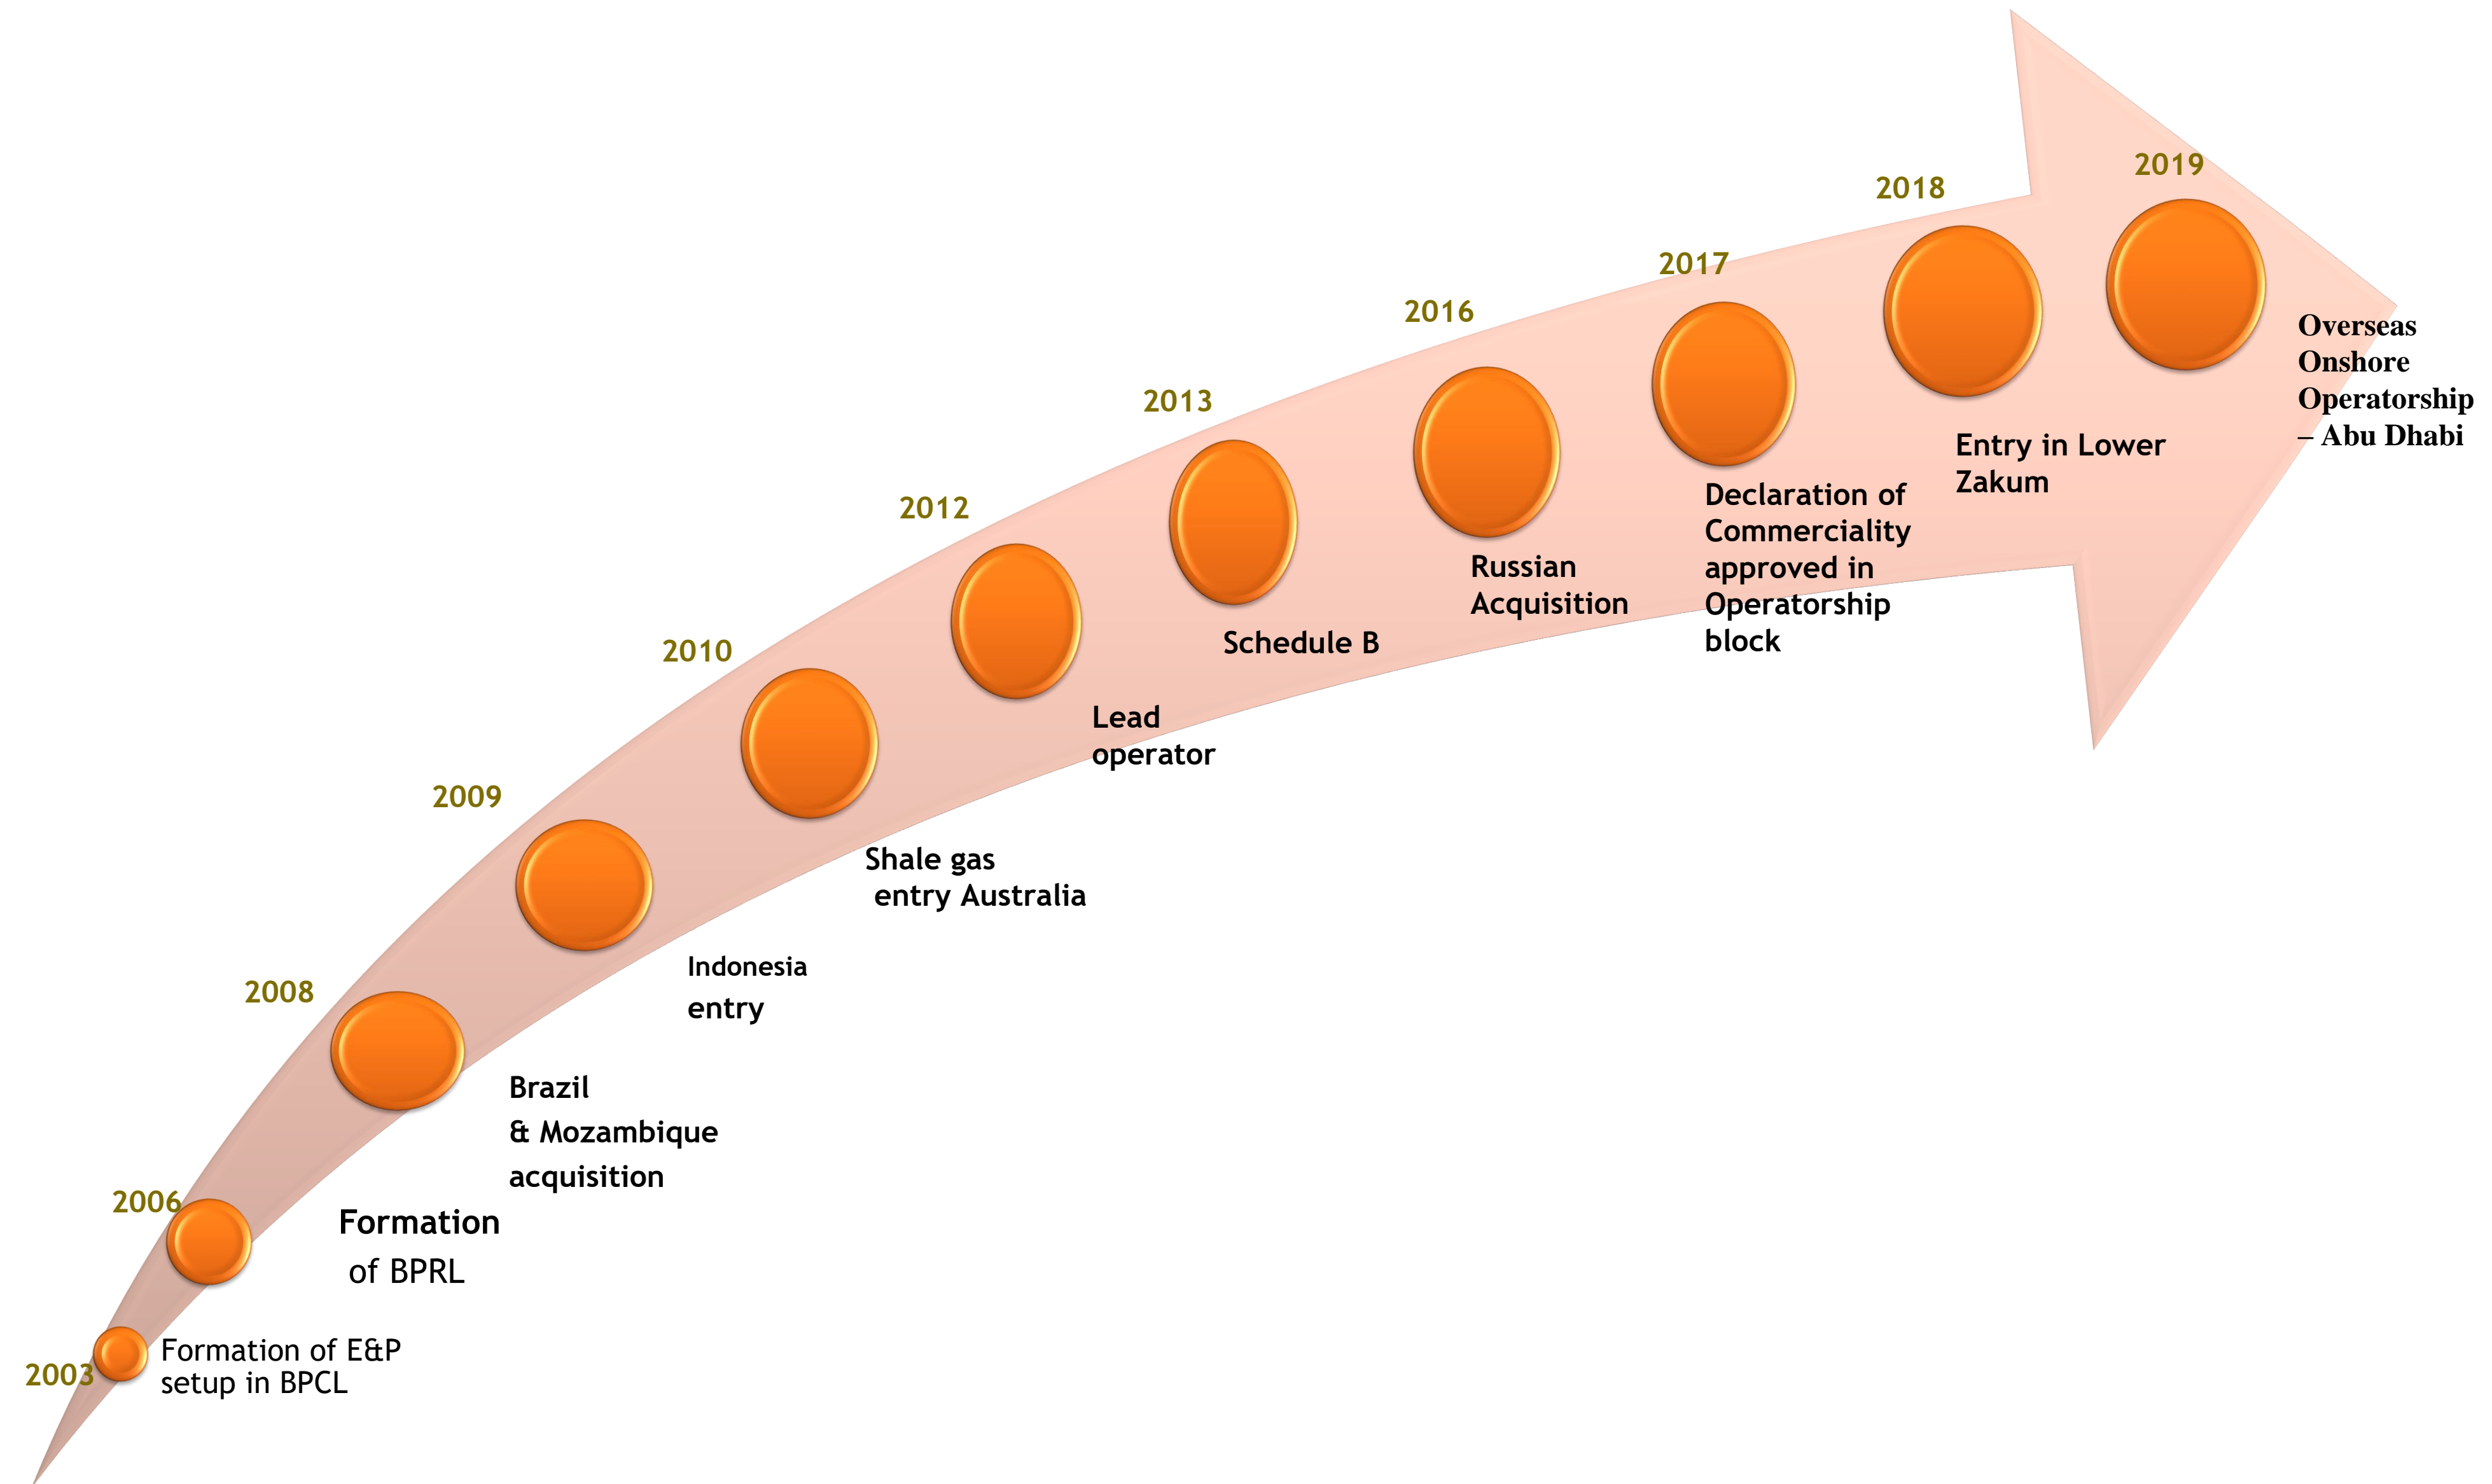 2003
Formation of E&P
setup in BPCL
2006
Formation
of BPRL
2008
Brazil
& Mozambique
acquisition
2009
Indonesia
entry
2010
Shale gas
entry Australia
2012
Lead
operator
2013
Schedule B
2016
Russian
Acquisition
2017
Declaration of
Commerciality
approved in
Operatorship
block
2018
Entry in Lower
Zakum
2019
Overseas
Onshore
Operatorship
– Abu Dhabi